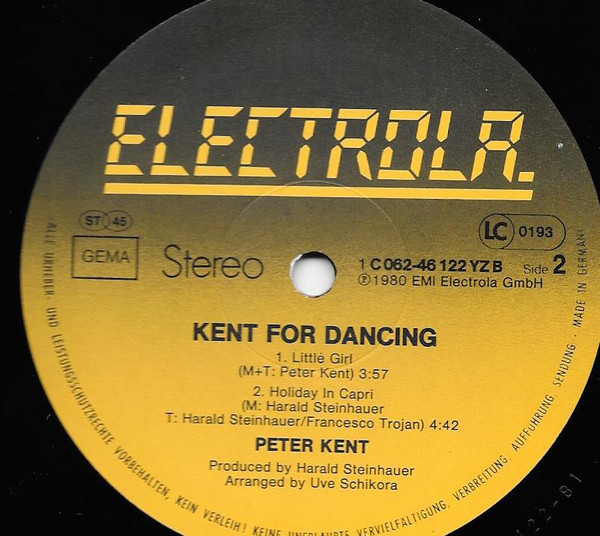 ELECTROLA.
ST 45
LC 0193
GEMA
Stereo
1 C 062-46 122 YZ B
℗ 1980 EMI Electrola GmbH
Side 2
KENT FOR DANCING
1. Little Girl
(M+T: Peter Kent) 3:57
2. Holiday In Capri
(M: Harald Steinhauer
T: Harald Steinhauer/Francesco Trojan) 4:42
PETER KENT
Produced by Harald Steinhauer
Arranged by Uve Schikora
ALLE URHEBER- UND LEISTUNGSSCHUTZRECHTE VORBEHALTEN, KEIN VERLEIH! KEINE UNERLAUBTE VERVIELFÄLTIGUNG, VERBREITUNG, AUFFÜHRUNG, SENDUNG · MADE IN GERMANY